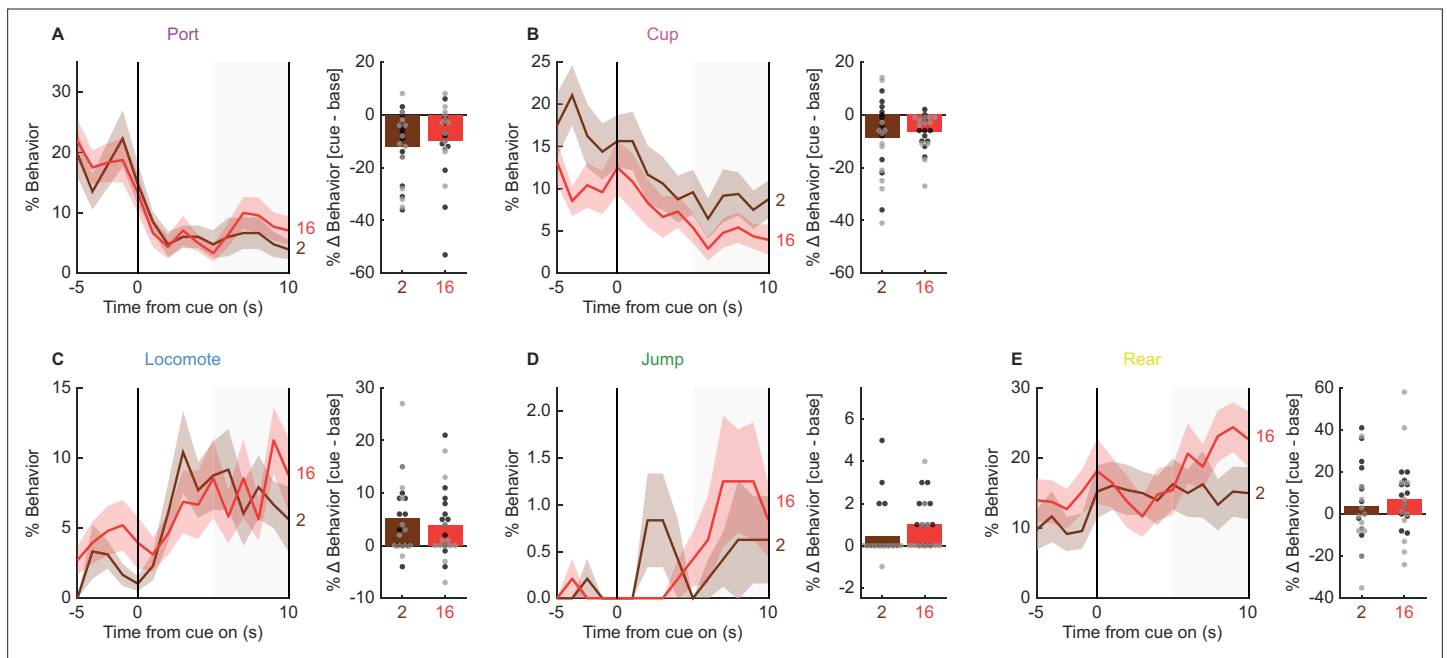 A Port
35
30
20
10
0
% Behavior
-5 0 10
Time from cue on (s)
16
2
20
0
-20
-40
-60
% Δ Behavior [cue - base]
2 16
B Cup
25
20
15
10
5
0
% Behavior
-5 0 10
Time from cue on (s)
2
16
20
0
-20
-40
-60
% Δ Behavior [cue - base]
2 16
C Locomote
15
10
5
0
% Behavior
-5 0 10
Time from cue on (s)
16
2
30
20
10
0
-10
% Δ Behavior [cue - base]
2 16
D Jump
2.0
1.5
1.0
0.5
0.0
% Behavior
-5 0 10
Time from cue on (s)
16
2
6
4
2
0
-2
% Δ Behavior [cue - base]
2 16
E Rear
30
20
10
0
% Behavior
-5 0 10
Time from cue on (s)
16
2
60
40
20
0
-20
-40
% Δ Behavior [cue - base]
2 16